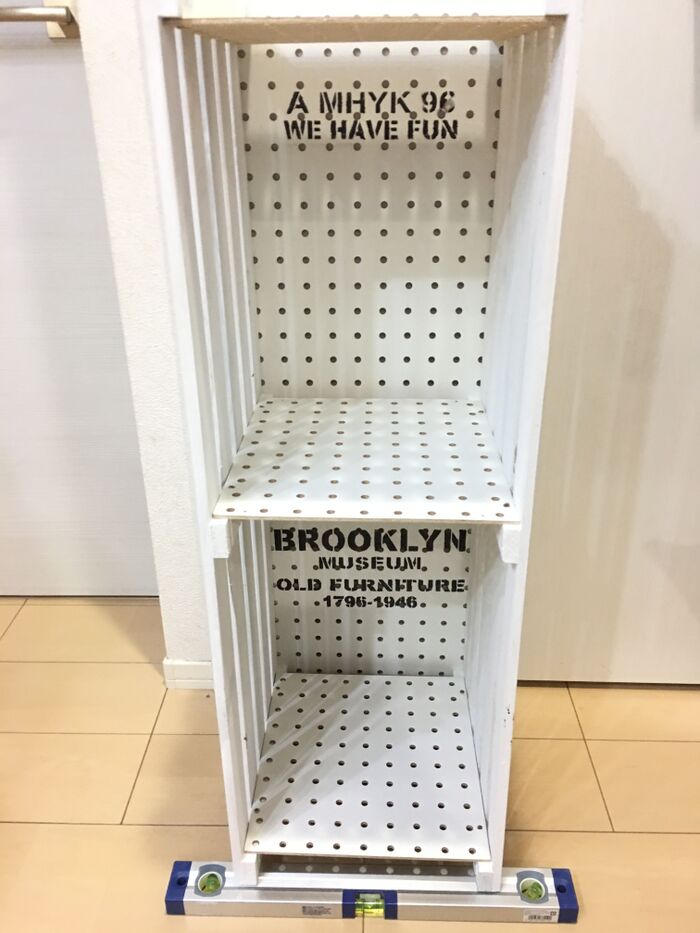 A MHYK 96
WE HAVE FUN
BROOKLYN
MUSEUM
OLD FURNITURE
1796-1946